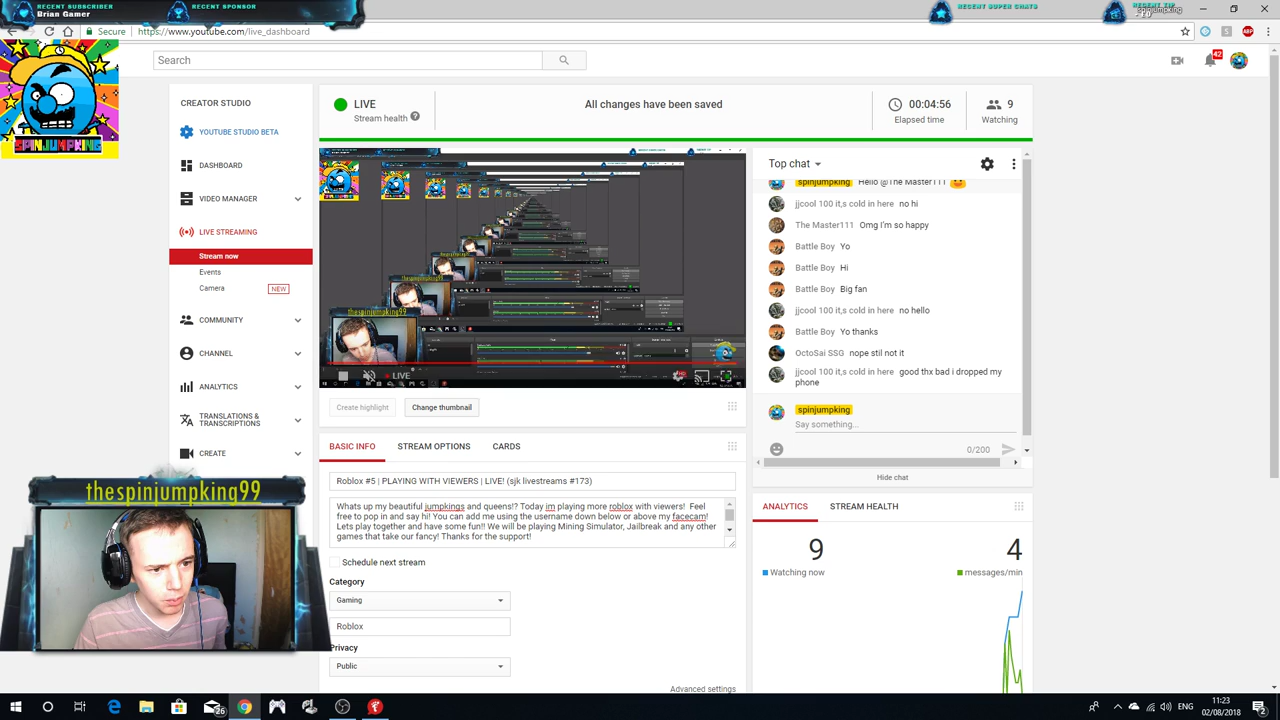 RECENT SUBSCRIBER
Brian Gamer
RECENT SPONSOR
RECENT SUPER CHATS
RECENT TIP
Secure
https://www.youtube.com/live_dashboard
SPINJUMPKING
Search
42
CREATOR STUDIO
YOUTUBE STUDIO BETA
DASHBOARD
VIDEO MANAGER
LIVE STREAMING
Stream now
Events
Camera
NEW
COMMUNITY
CHANNEL
ANALYTICS
TRANSLATIONS &
TRANSCRIPTIONS
CREATE
LIVE
Stream health
All changes have been saved
00:04:56
Elapsed time
9
Watching
thespinjumpking99
LIVE
Create highlight
Change thumbnail
BASIC INFO
STREAM OPTIONS
CARDS
Roblox #5 | PLAYING WITH VIEWERS | LIVE! (sjk livestreams #173)
Whats up my beautiful jumpkings and queens!? Today im playing more roblox with viewers! Feel
free to pop in and say hi! You can add me using the username down below or above my facecam!
Lets play together and have some fun!! We will be playing Mining Simulator, Jailbreak and any other
games that take our fancy! Thanks for the support!
Schedule next stream
Category
Gaming
Roblox
Privacy
Public
Advanced settings
Top chat
spinjumpking Hello @The Master111
jjcool 100 it,s cold in here no hi
The Master111 Omg I'm so happy
Battle Boy Yo
Battle Boy Hi
Battle Boy Big fan
jjcool 100 it,s cold in here no hello
Battle Boy Yo thanks
OctoSai SSG nope stil not it
jjcool 100 it,s cold in here good thx bad i dropped my
phone
spinjumpking
Say something...
0/200
Hide chat
ANALYTICS
STREAM HEALTH
9
Watching now
4
messages/min
thespinjumpking99
26
ENG
11:23
02/08/2018
2